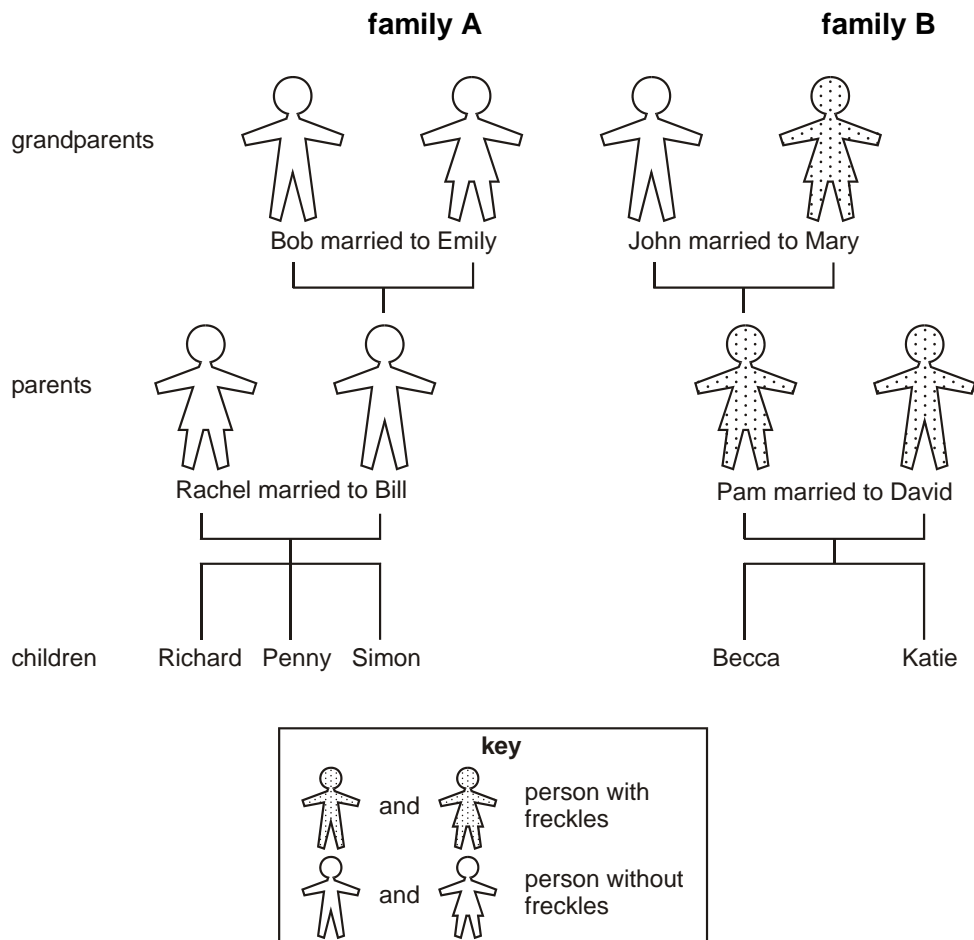 family A family B
grandparents
Bob married to Emily John married to Mary
parents
Rachel married to Bill Pam married to David
children Richard Penny Simon Becca Katie
key
and person with
freckles
and person without
freckles